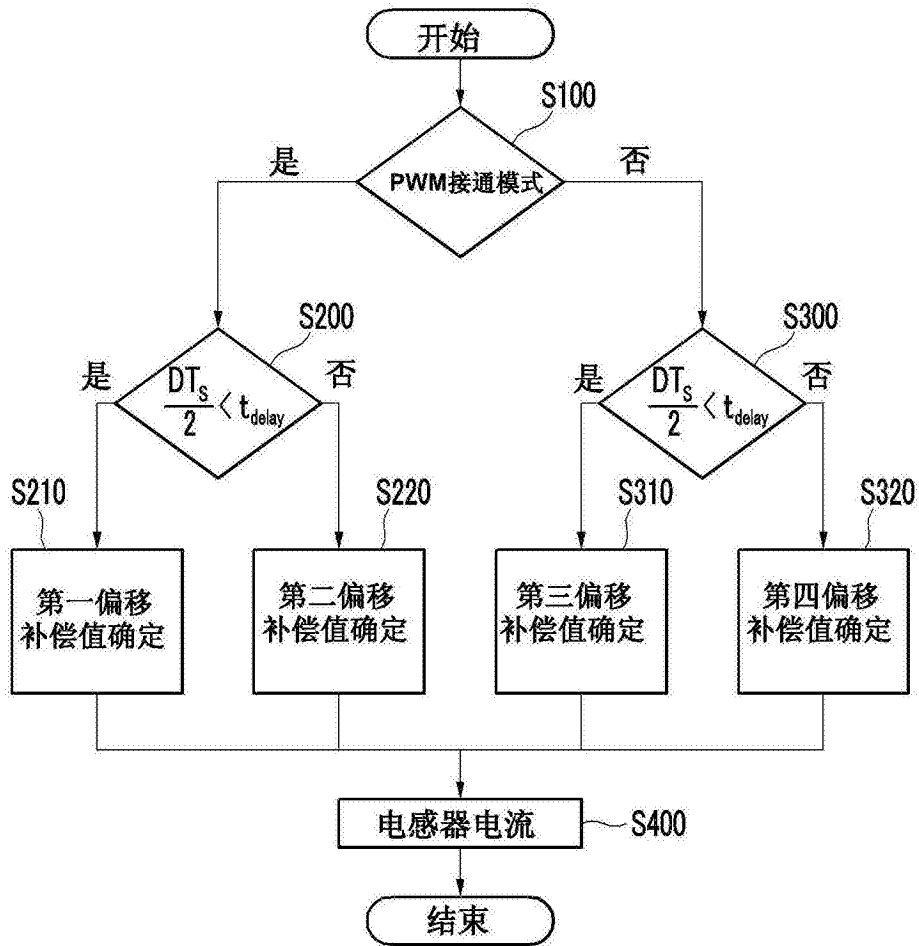 开始
S100
是
否
PWM接通模式
S200
S300
是
否
是
否
DTs/2 < tdelay
DTs/2 < tdelay
S210
S220
S310
S320
第一偏移
补偿值确定
第二偏移
补偿值确定
第三偏移
补偿值确定
第四偏移
补偿值确定
电感器电流
S400
结束